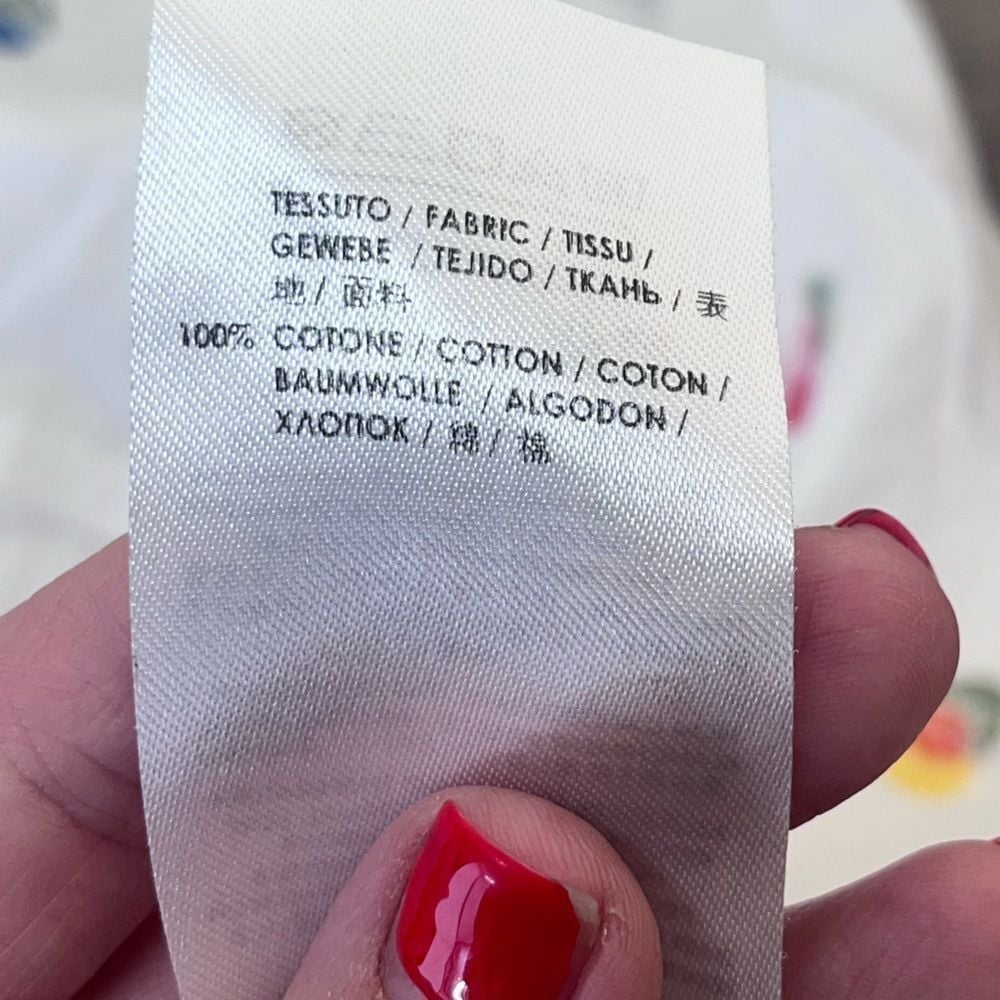 TESSUTO / FABRIC / TISSU /
GEWEBE / TEJIDO / ТКАНЬ / 表
地 / 面料
100% COTONE / COTTON / COTON /
BAUMWOLLE / ALGODON /
ХЛОПОК / 綿 / 棉